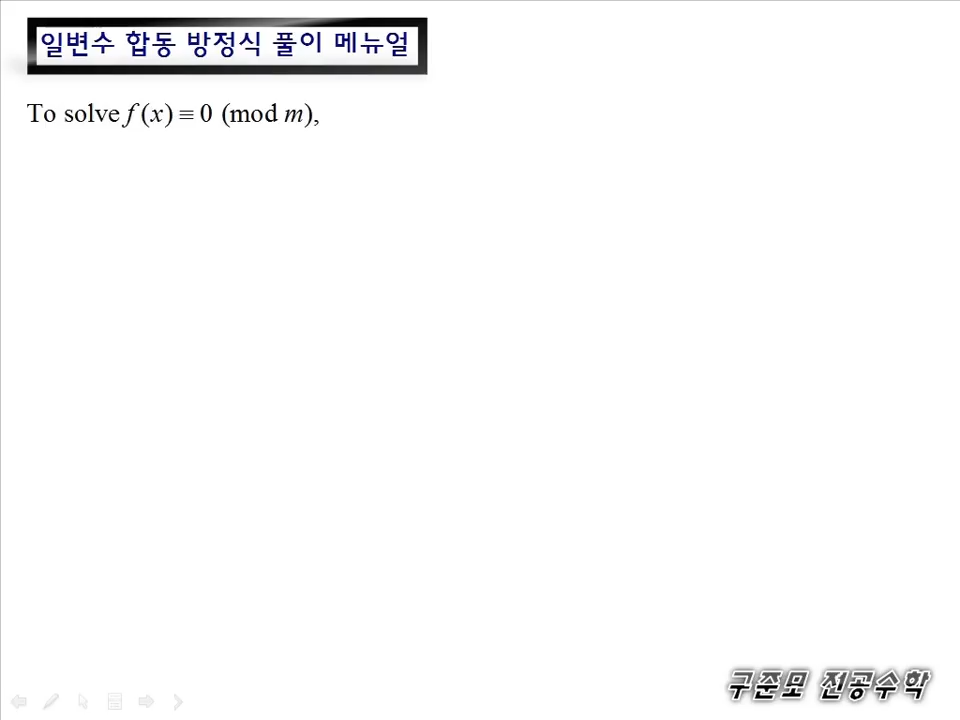 일변수 합동 방정식 풀이 메뉴얼
To solve f (x) ≡ 0 (mod m),
구준모 전공수학